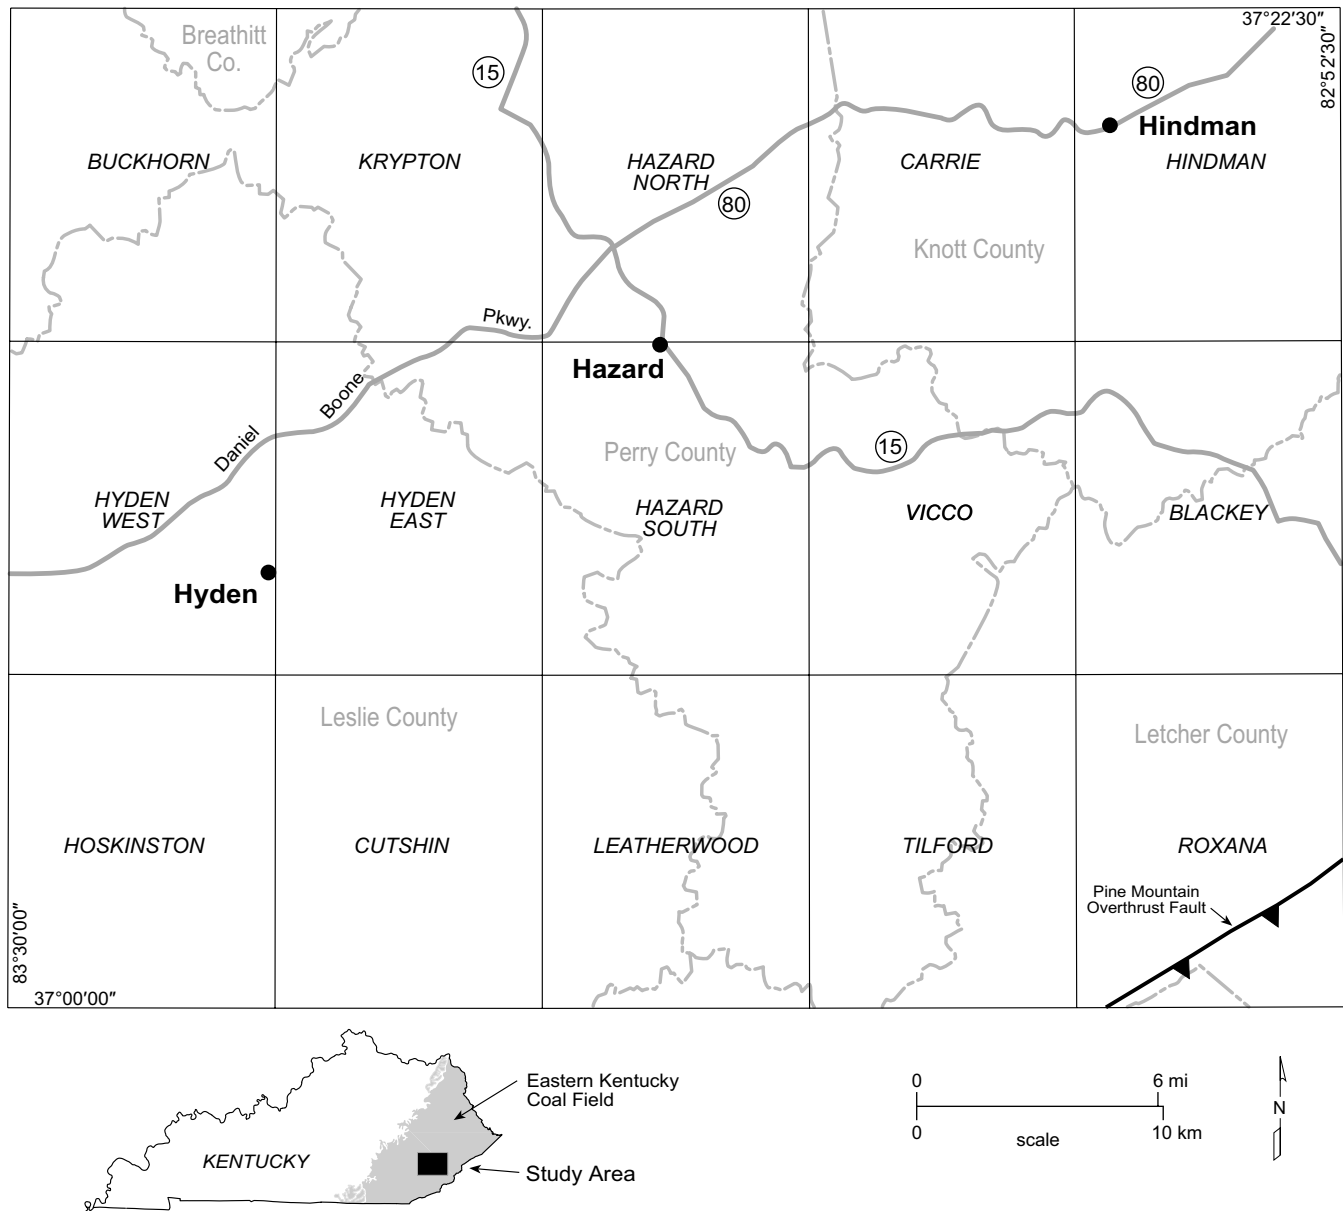 37°22′30″
82°52′30″
Breathitt
Co.
15
80
Hindman
BUCKHORN
KRYPTON
HAZARD
NORTH
CARRIE
HINDMAN
80
Knott County
Pkwy.
Hazard
Boone
Daniel
Perry County
15
HYDEN
WEST
HYDEN
EAST
HAZARD
SOUTH
VICCO
BLACKEY
Hyden
Leslie County
Letcher County
HOSKINSTON
CUTSHIN
LEATHERWOOD
TILFORD
ROXANA
Pine Mountain
Overthrust Fault
83°30′00″
37°00′00″
Eastern Kentucky
Coal Field
KENTUCKY
Study Area
0
6 mi
0
scale
10 km
N